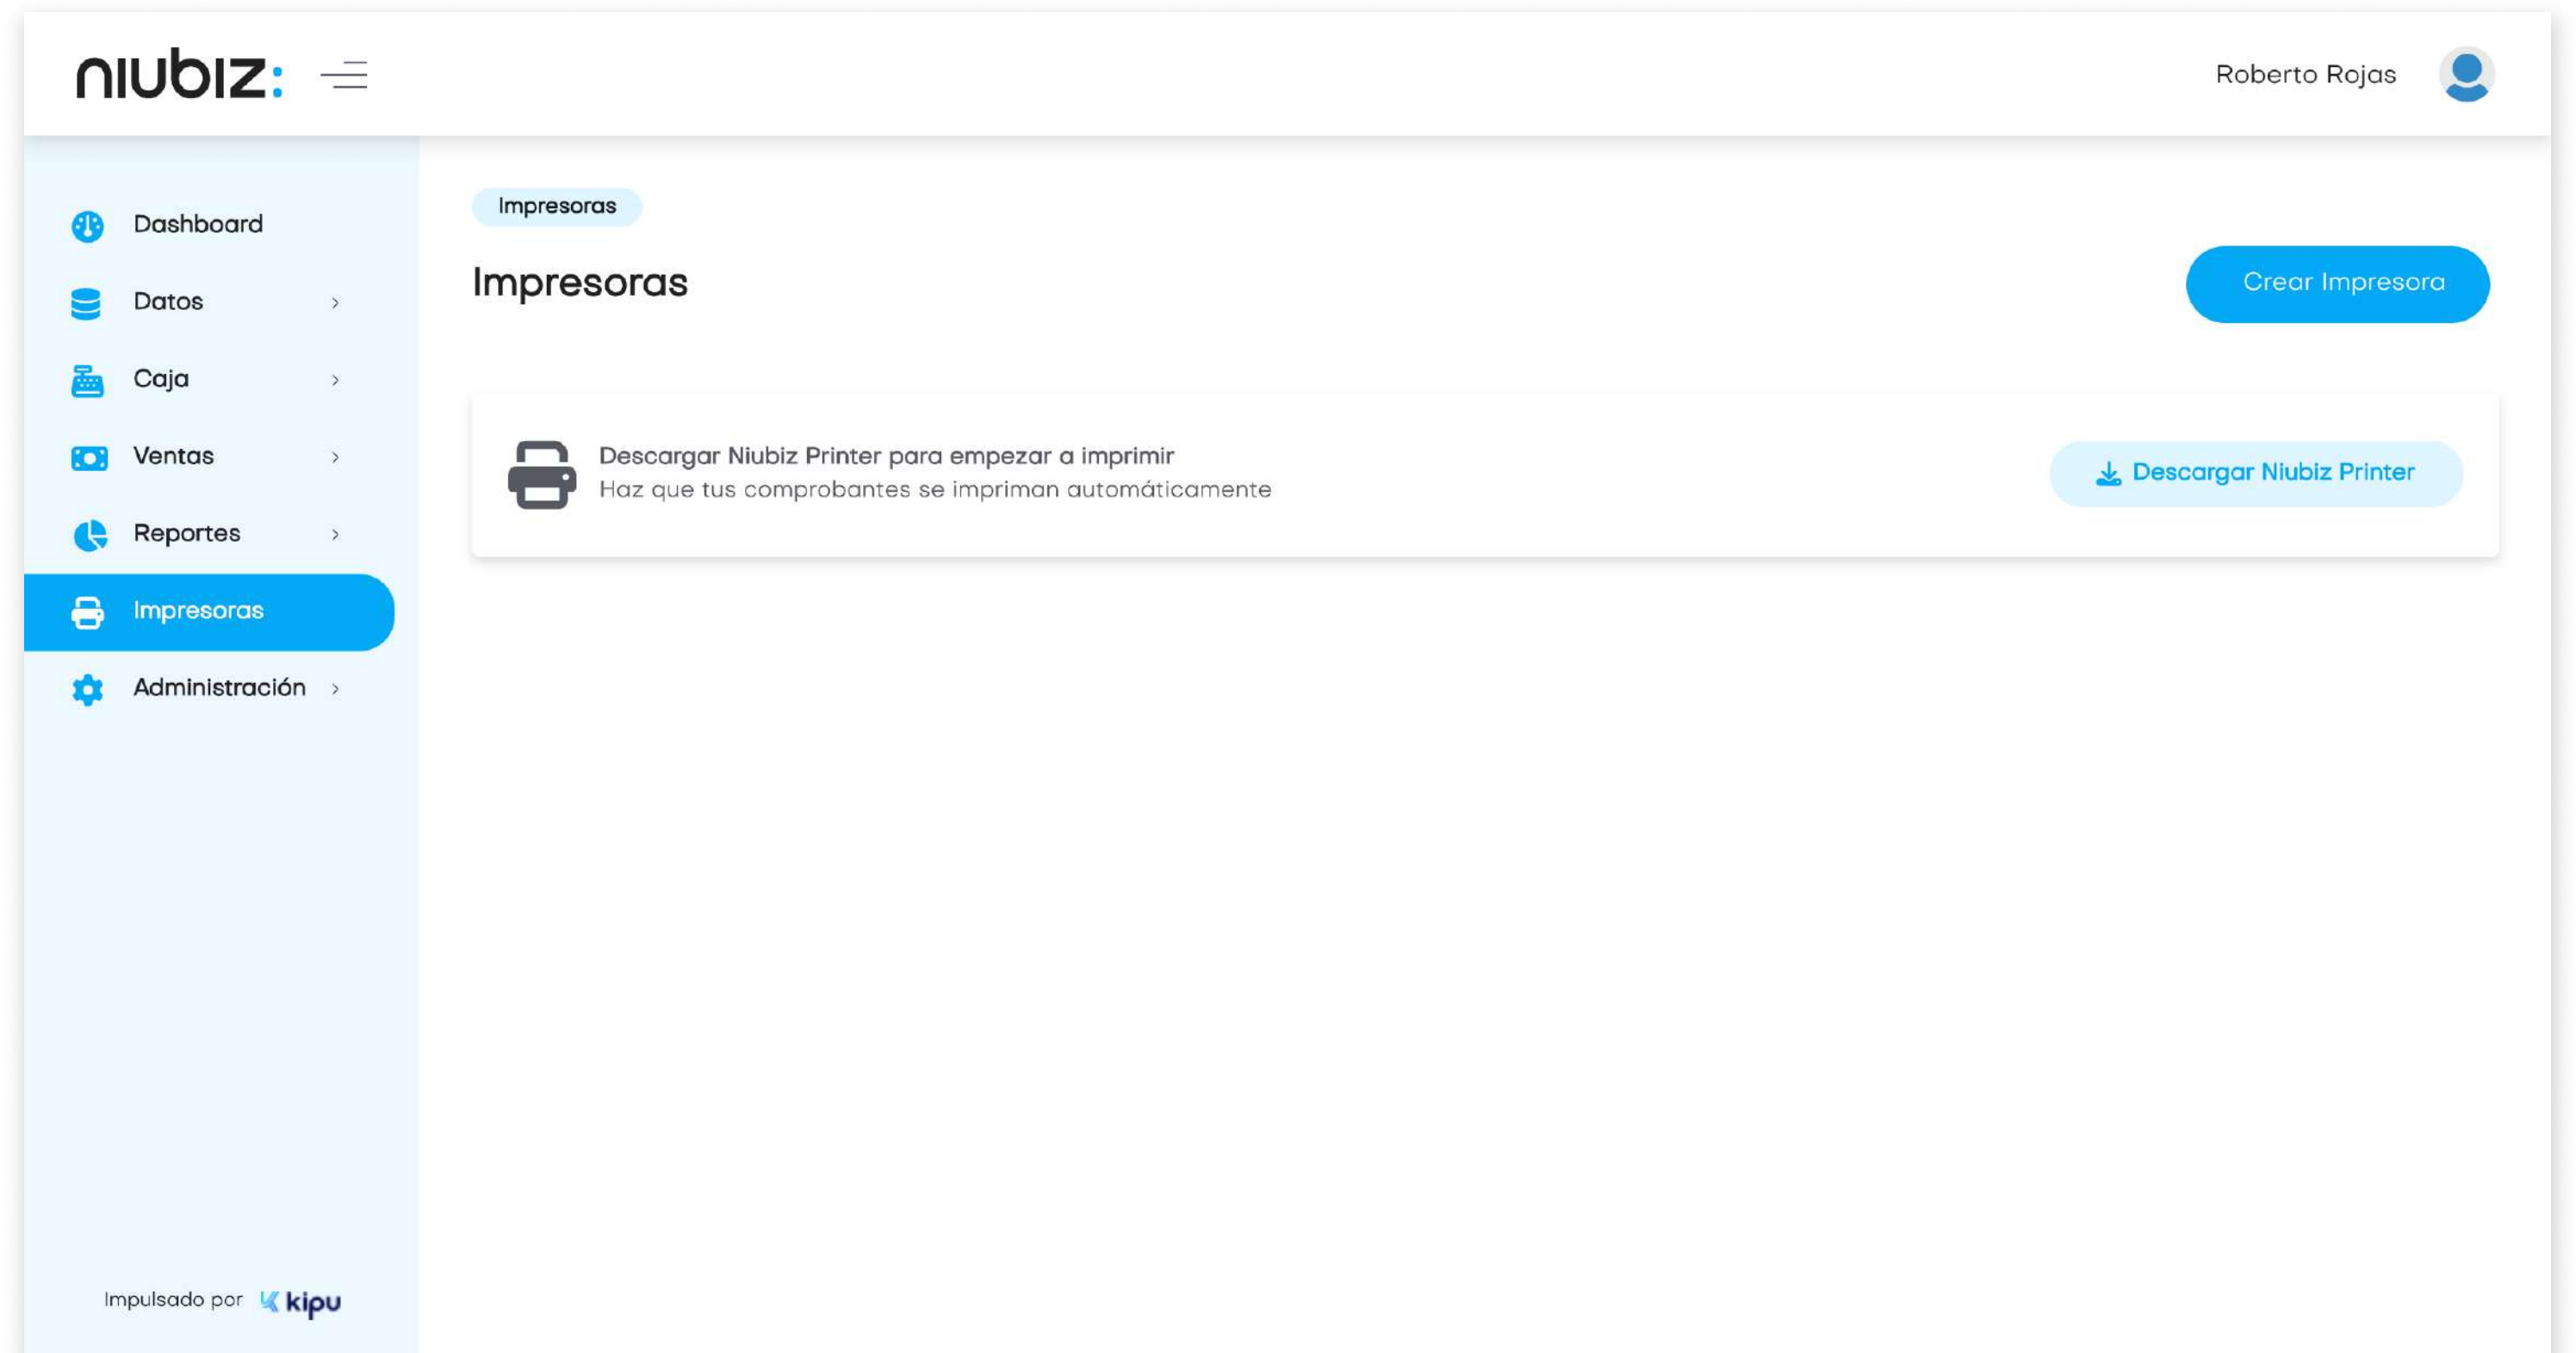 niubiz:
Roberto Rojas
Dashboard
Datos
Caja
Ventas
Reportes
Impresoras
Administración
Impulsado por kipu
Impresoras
Impresoras
Crear Impresora
Descargar Niubiz Printer para empezar a imprimir
Haz que tus comprobantes se impriman automáticamente
Descargar Niubiz Printer